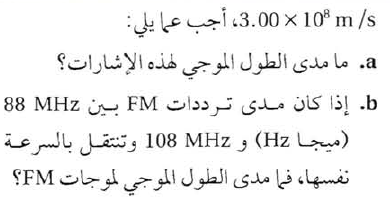 3.00 × 10⁸ m/s، أجب عما يلي:
a. ما مدى الطول الموجي لهذه الإشارات؟
b. إذا كان مدى ترددات FM بين 88 MHz
(ميجا Hz) و 108 MHz وتنتقل بالسرعة
نفسها، فما مدى الطول الموجي لموجات FM؟